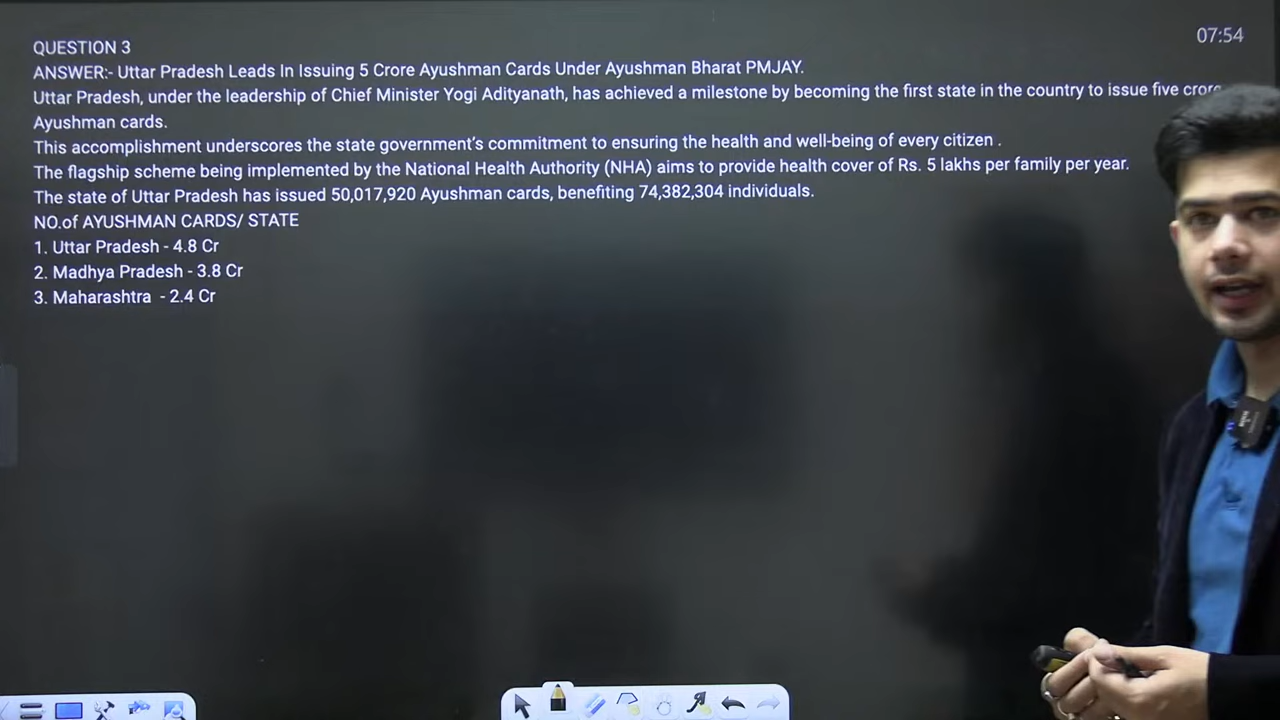 07:54
QUESTION 3
ANSWER:- Uttar Pradesh Leads In Issuing 5 Crore Ayushman Cards Under Ayushman Bharat PMJAY.
Uttar Pradesh, under the leadership of Chief Minister Yogi Adityanath, has achieved a milestone by becoming the first state in the country to issue five crore
Ayushman cards.
This accomplishment underscores the state government's commitment to ensuring the health and well-being of every citizen .
The flagship scheme being implemented by the National Health Authority (NHA) aims to provide health cover of Rs. 5 lakhs per family per year.
The state of Uttar Pradesh has issued 50,017,920 Ayushman cards, benefiting 74,382,304 individuals.
NO.of AYUSHMAN CARDS/ STATE
1. Uttar Pradesh - 4.8 Cr
2. Madhya Pradesh - 3.8 Cr
3. Maharashtra - 2.4 Cr